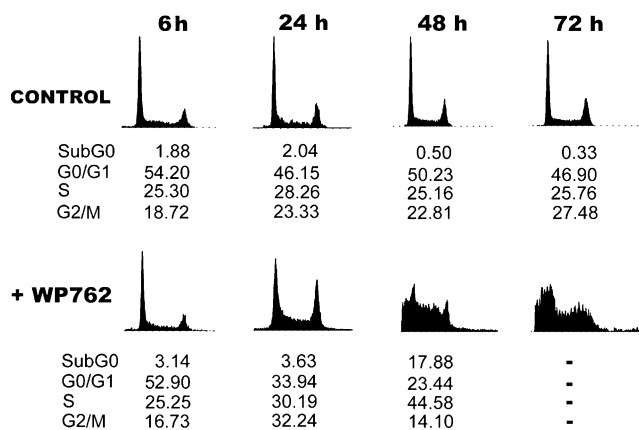 6h 24 h 48 h 72 h
CONTROL
SubG0 1.88 2.04 0.50 0.33
G0/G1 54.20 46.15 50.23 46.90
S 25.30 28.26 25.16 25.76
G2/M 18.72 23.33 22.81 27.48
+ WP762
SubG0 3.14 3.63 17.88 -
G0/G1 52.90 33.94 23.44 -
S 25.25 30.19 44.58 -
G2/M 16.73 32.24 14.10 -